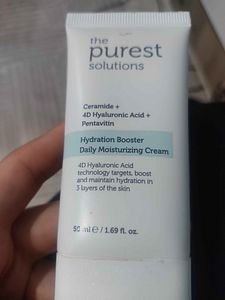 the
purest
solutions
Ceramide +
4D Hyaluronic Acid +
Pentavitin
Hydration Booster
Daily Moisturizing Cream
4D Hyaluronic Acid
technology targets, boost
and maintain hydration in
3 layers of the skin
50 ml ℮ / 1.69 fl. oz.